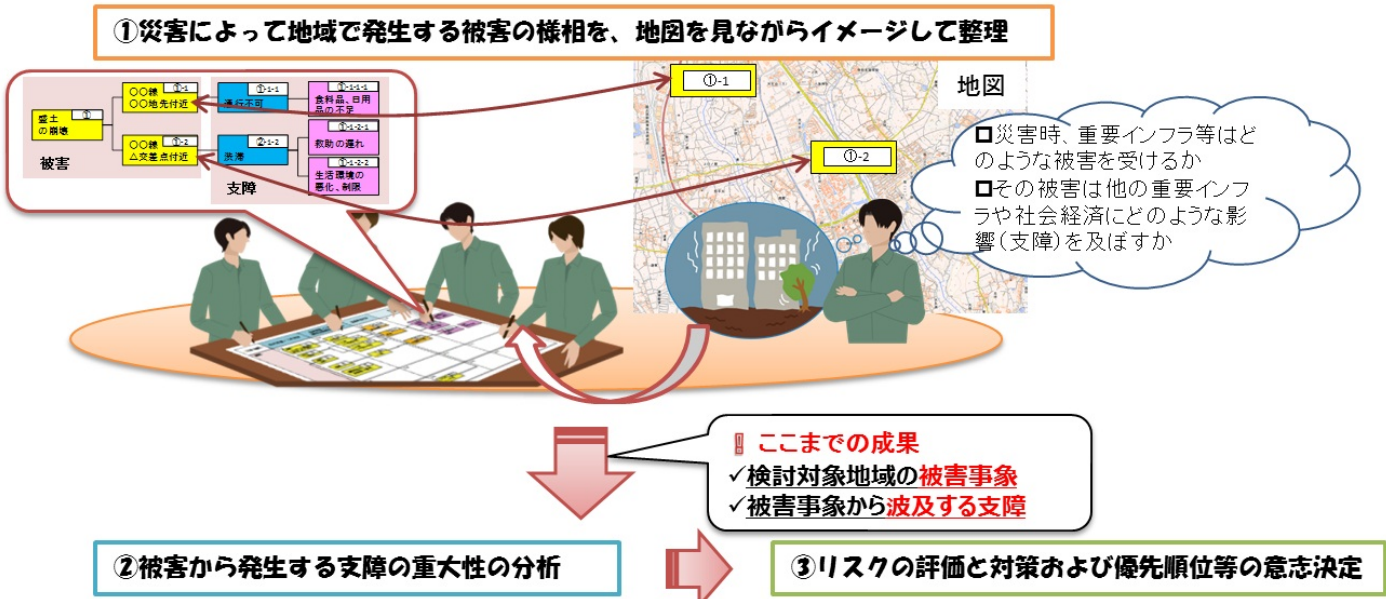 ①災害によって地域で発生する被害の様相を、地図を見ながらイメージして整理
盛土
の崩壊
①
被害
〇〇線
〇〇地先付近
①-1
〇〇線
△交差点付近
①-2
通行不可
①-1-1
渋滞
②-1-2
支障
食料品、日用
品の不足
①-1-1-1
救助の遅れ
①-1-2-1
生活環境の
悪化、制限
①-1-2-2
①-1
①-2
地図
□災害時、重要インフラ等はど
のような被害を受けるか
□その被害は他の重要インフ
ラや社会経済にどのような影
響(支障)を及ぼすか
!! ここまでの成果
✓検討対象地域の被害事象
✓被害事象から波及する支障
②被害から発生する支障の重大性の分析
③リスクの評価と対策および優先順位等の意志決定